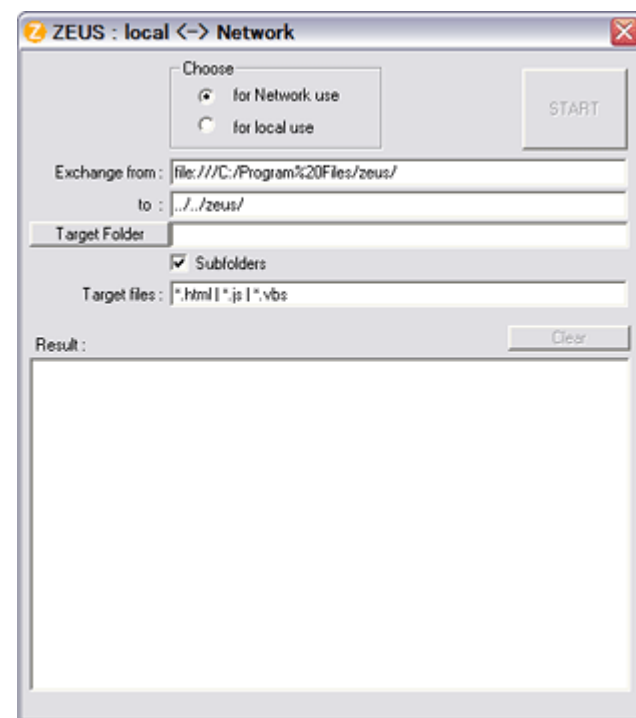 ZEUS : local <-> Network
Choose
for Network use
for local use
START
Exchange from : file:///C:/Program%20Files/zeus/
to : ../../zeus/
Target Folder
Subfolders
Target files : *.html | *.js | *.vbs
Clear
Result :